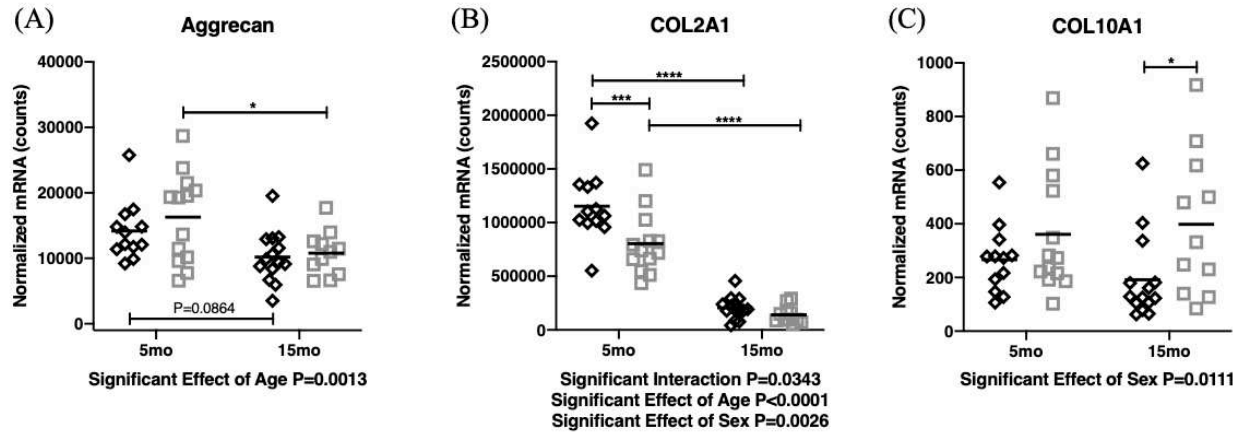 (A)
Aggrecan
Normalized mRNA (counts)
40000
30000
20000
10000
0
*
P=0.0864
5mo
15mo
Significant Effect of Age P=0.0013
(B)
COL2A1
Normalized mRNA (counts)
2500000
2000000
1500000
1000000
500000
0
****
***
****
5mo
15mo
Significant Interaction P=0.0343
Significant Effect of Age P<0.0001
Significant Effect of Sex P=0.0026
(C)
COL10A1
Normalized mRNA (counts)
1000
800
600
400
200
0
*
5mo
15mo
Significant Effect of Sex P=0.0111